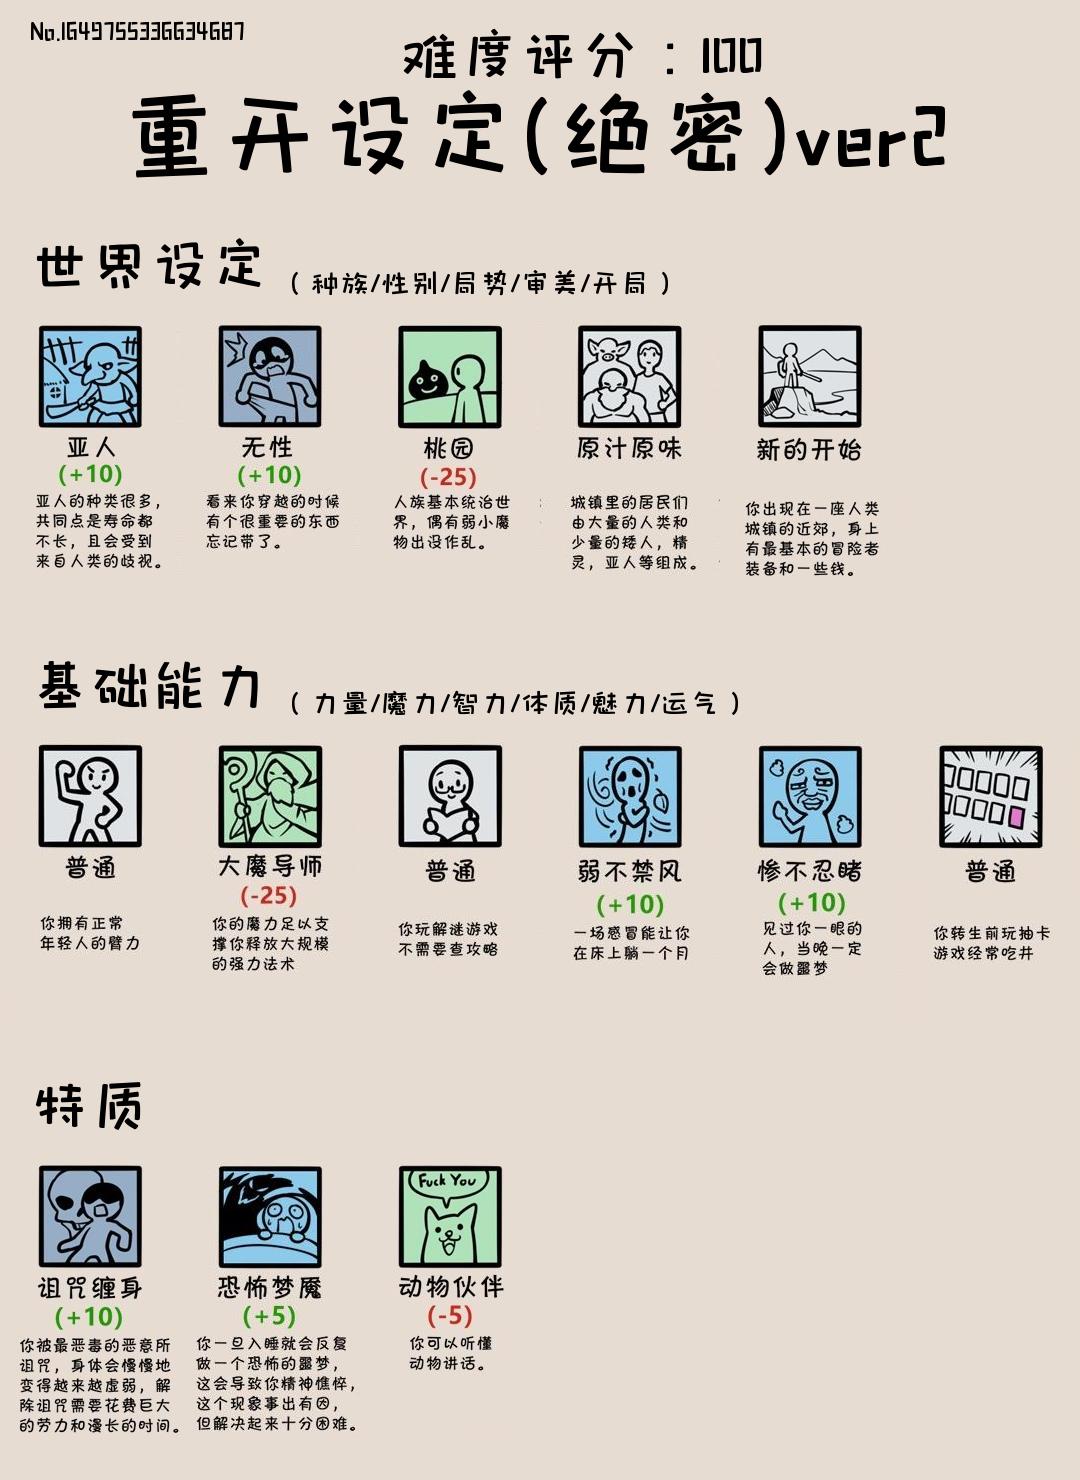 No.1649755336634687
难度评分：100
重开设定(绝密)ver2
世界设定（种族/性别/局势/审美/开局）
亚人
(+10)
亚人的种类很多，
共同点是寿命都
不长，且会受到
来自人类的歧视。
无性
(+10)
看来你穿越的时候
有个很重要的东西
忘记带了。
桃园
(-25)
人族基本统治世
界，偶有弱小魔
物出没作乱。
原汁原味
城镇里的居民们
由大量的人类和
少量的矮人，精
灵，亚人等组成。
新的开始
你出现在一座人类
城镇的近郊，身上
有最基本的冒险者
装备和一些钱。
基础能力（力量/魔力/智力/体质/魅力/运气）
普通
你拥有正常
年轻人的臂力
大魔导师
(-25)
你的魔力足以支
撑你释放大规模
的强力法术
普通
你玩解谜游戏
不需要查攻略
弱不禁风
(+10)
一场感冒能让你
在床上躺一个月
惨不忍睹
(+10)
见过你一眼的
人，当晚一定
会做噩梦
普通
你转生前玩抽卡
游戏经常吃井
特质
诅咒缠身
(+10)
你被最恶毒的恶意所
诅咒，身体会慢慢地
变得越来越虚弱，解
除诅咒需要花费巨大
的劳力和漫长的时间。
恐怖梦魇
(+5)
你一旦入睡就会反复
做一个恐怖的噩梦，
这会导致你精神憔悴，
这个现象事出有因，
但解决起来十分困难。
Fuck You
动物伙伴
(-5)
你可以听懂
动物讲话。